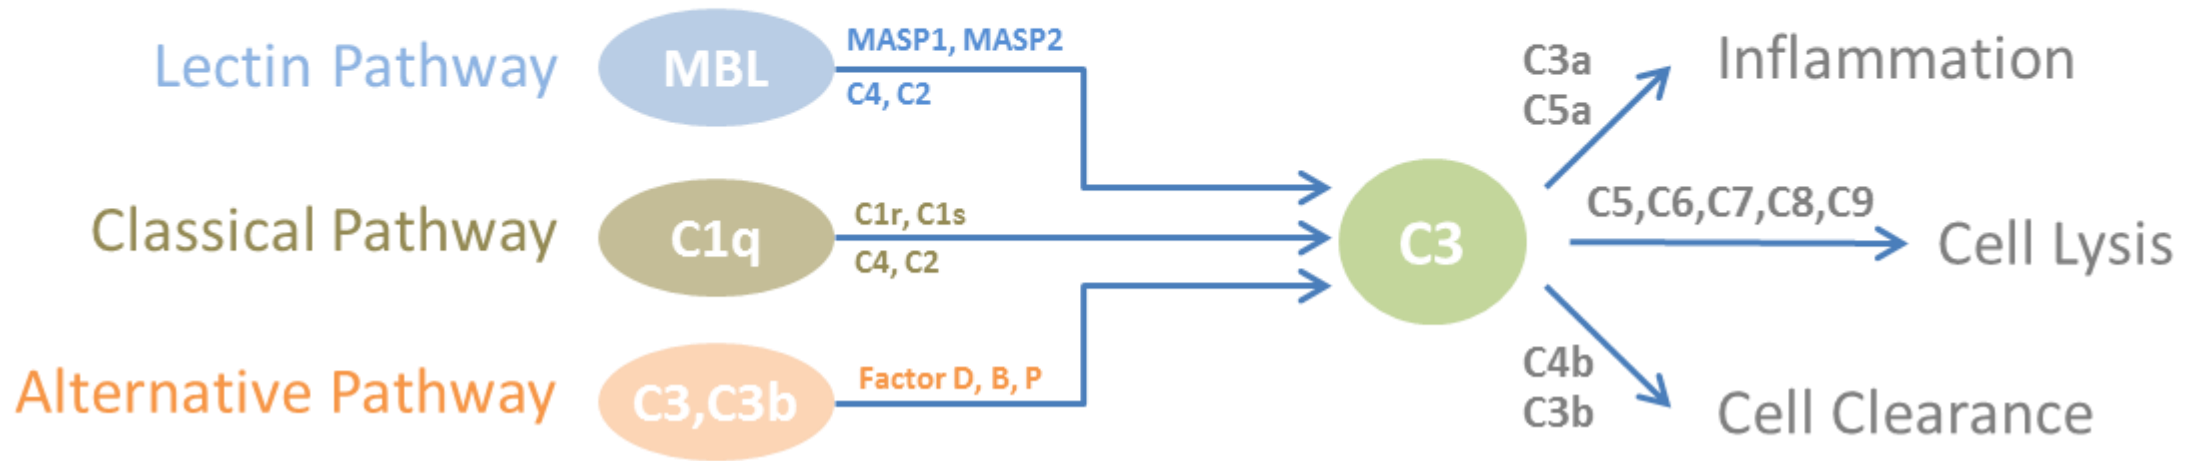 Lectin Pathway
MBL
MASP1, MASP2
C4, C2
Classical Pathway
C1q
C1r, C1s
C4, C2
Alternative Pathway
C3,C3b
Factor D, B, P
C3
C3a
C5a
Inflammation
C5,C6,C7,C8,C9
Cell Lysis
C4b
C3b
Cell Clearance